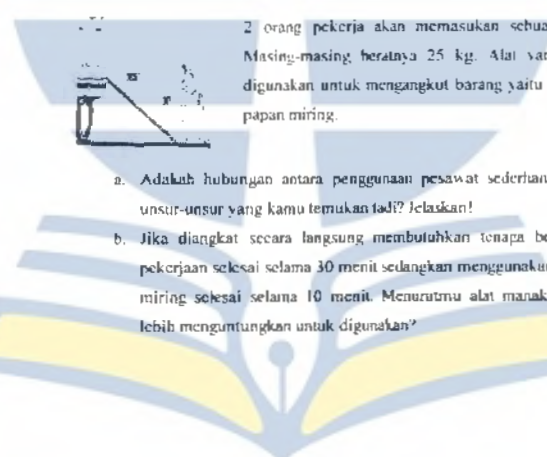 2 orang pekerja akan memasukan sebua
Masing-masing beratnya 25 kg. Alat yan
digunakan untuk mengangkut barang yaitu
papan miring.
a. Adakah hubungan antara penggunaan pesawat sederhan
unsur-unsur yang kamu temukan tadi? Jelaskan!
b. Jika diangkat secara langsung membutuhkan tenaga be
pekerjaan selesai selama 30 menit sedangkan menggunakan
miring selesai selama 10 menit. Menurutmu alat manak
lebih menguntungkan untuk digunakan?